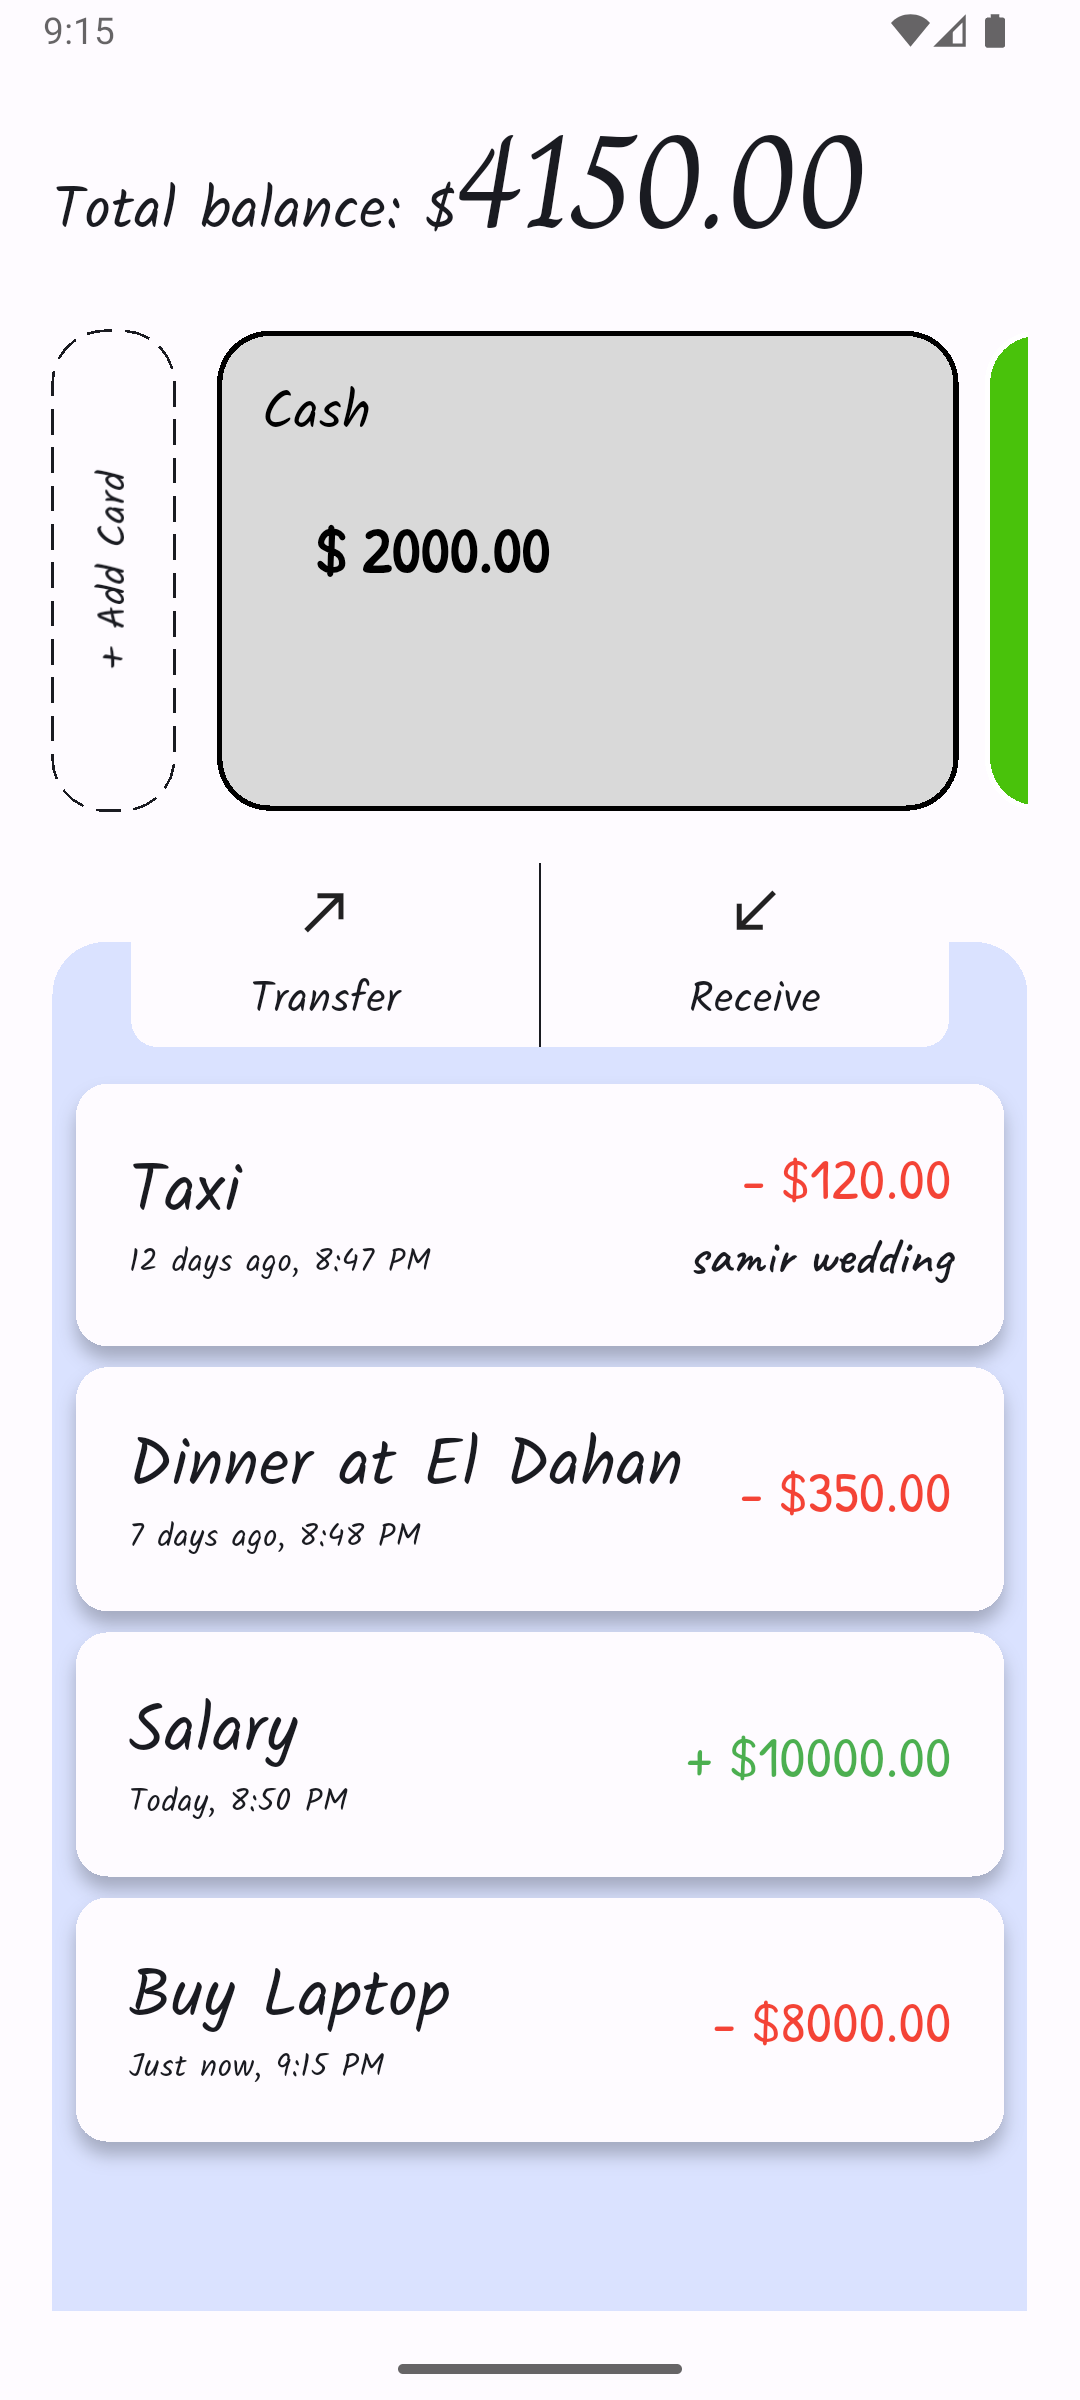 9:15
Total balance: $4150.00
+ Add Card
Cash
$ 2000.00
Transfer
Receive
Taxi
- $120.00
12 days ago, 8:47 PM
samir wedding
Dinner at El Dahan
- $350.00
7 days ago, 8:48 PM
Salary
+ $10000.00
Today, 8:50 PM
Buy Laptop
- $8000.00
Just now, 9:15 PM